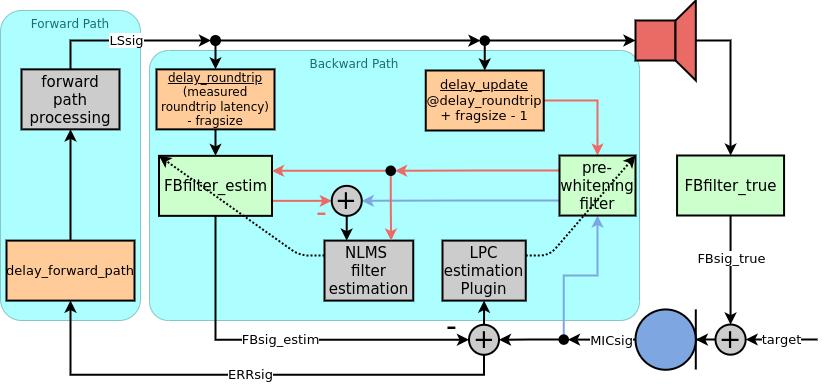 Forward Path
LSsig
Backward Path
forward
path
processing
delay_roundtrip
(measured
roundtrip latency)
- fragsize
delay_update
@delay_roundtrip
+ fragsize - 1
FBfilter_estim
pre-
whitening
filter
FBfilter_true
+
-
delay_forward_path
NLMS
filter
estimation
LPC
estimation
Plugin
FBsig_true
-
FBsig_estim
+
MICsig
+
target
ERRsig